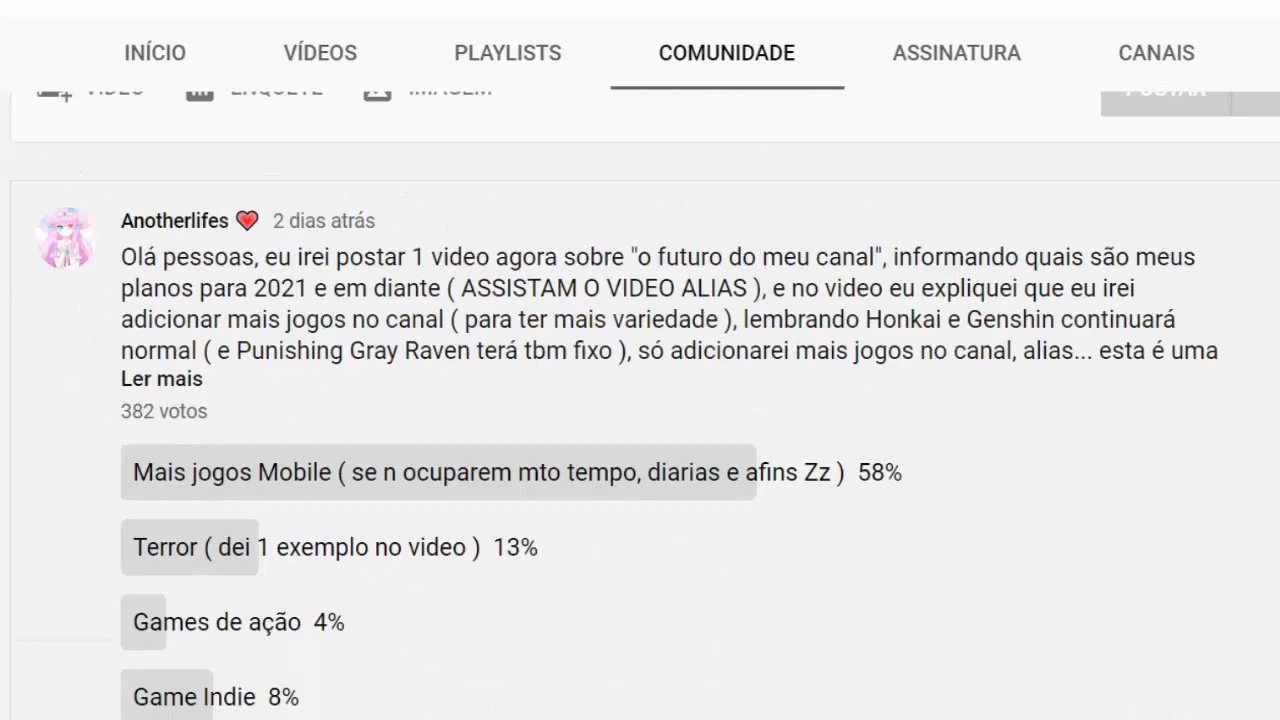 INÍCIO VÍDEOS PLAYLISTS COMUNIDADE ASSINATURA CANAIS
VÍDEO ENQUETE IMAGEM POSTAR
Anotherlifes ❤ 2 dias atrás
Olá pessoas, eu irei postar 1 video agora sobre "o futuro do meu canal", informando quais são meus
planos para 2021 e em diante ( ASSISTAM O VIDEO ALIAS ), e no video eu expliquei que eu irei
adicionar mais jogos no canal ( para ter mais variedade ), lembrando Honkai e Genshin continuará
normal ( e Punishing Gray Raven terá tbm fixo ), só adicionarei mais jogos no canal, alias... esta é uma
Ler mais
382 votos
Mais jogos Mobile ( se n ocuparem mto tempo, diarias e afins Zz ) 58%
Terror ( dei 1 exemplo no video ) 13%
Games de ação 4%
Game Indie 8%